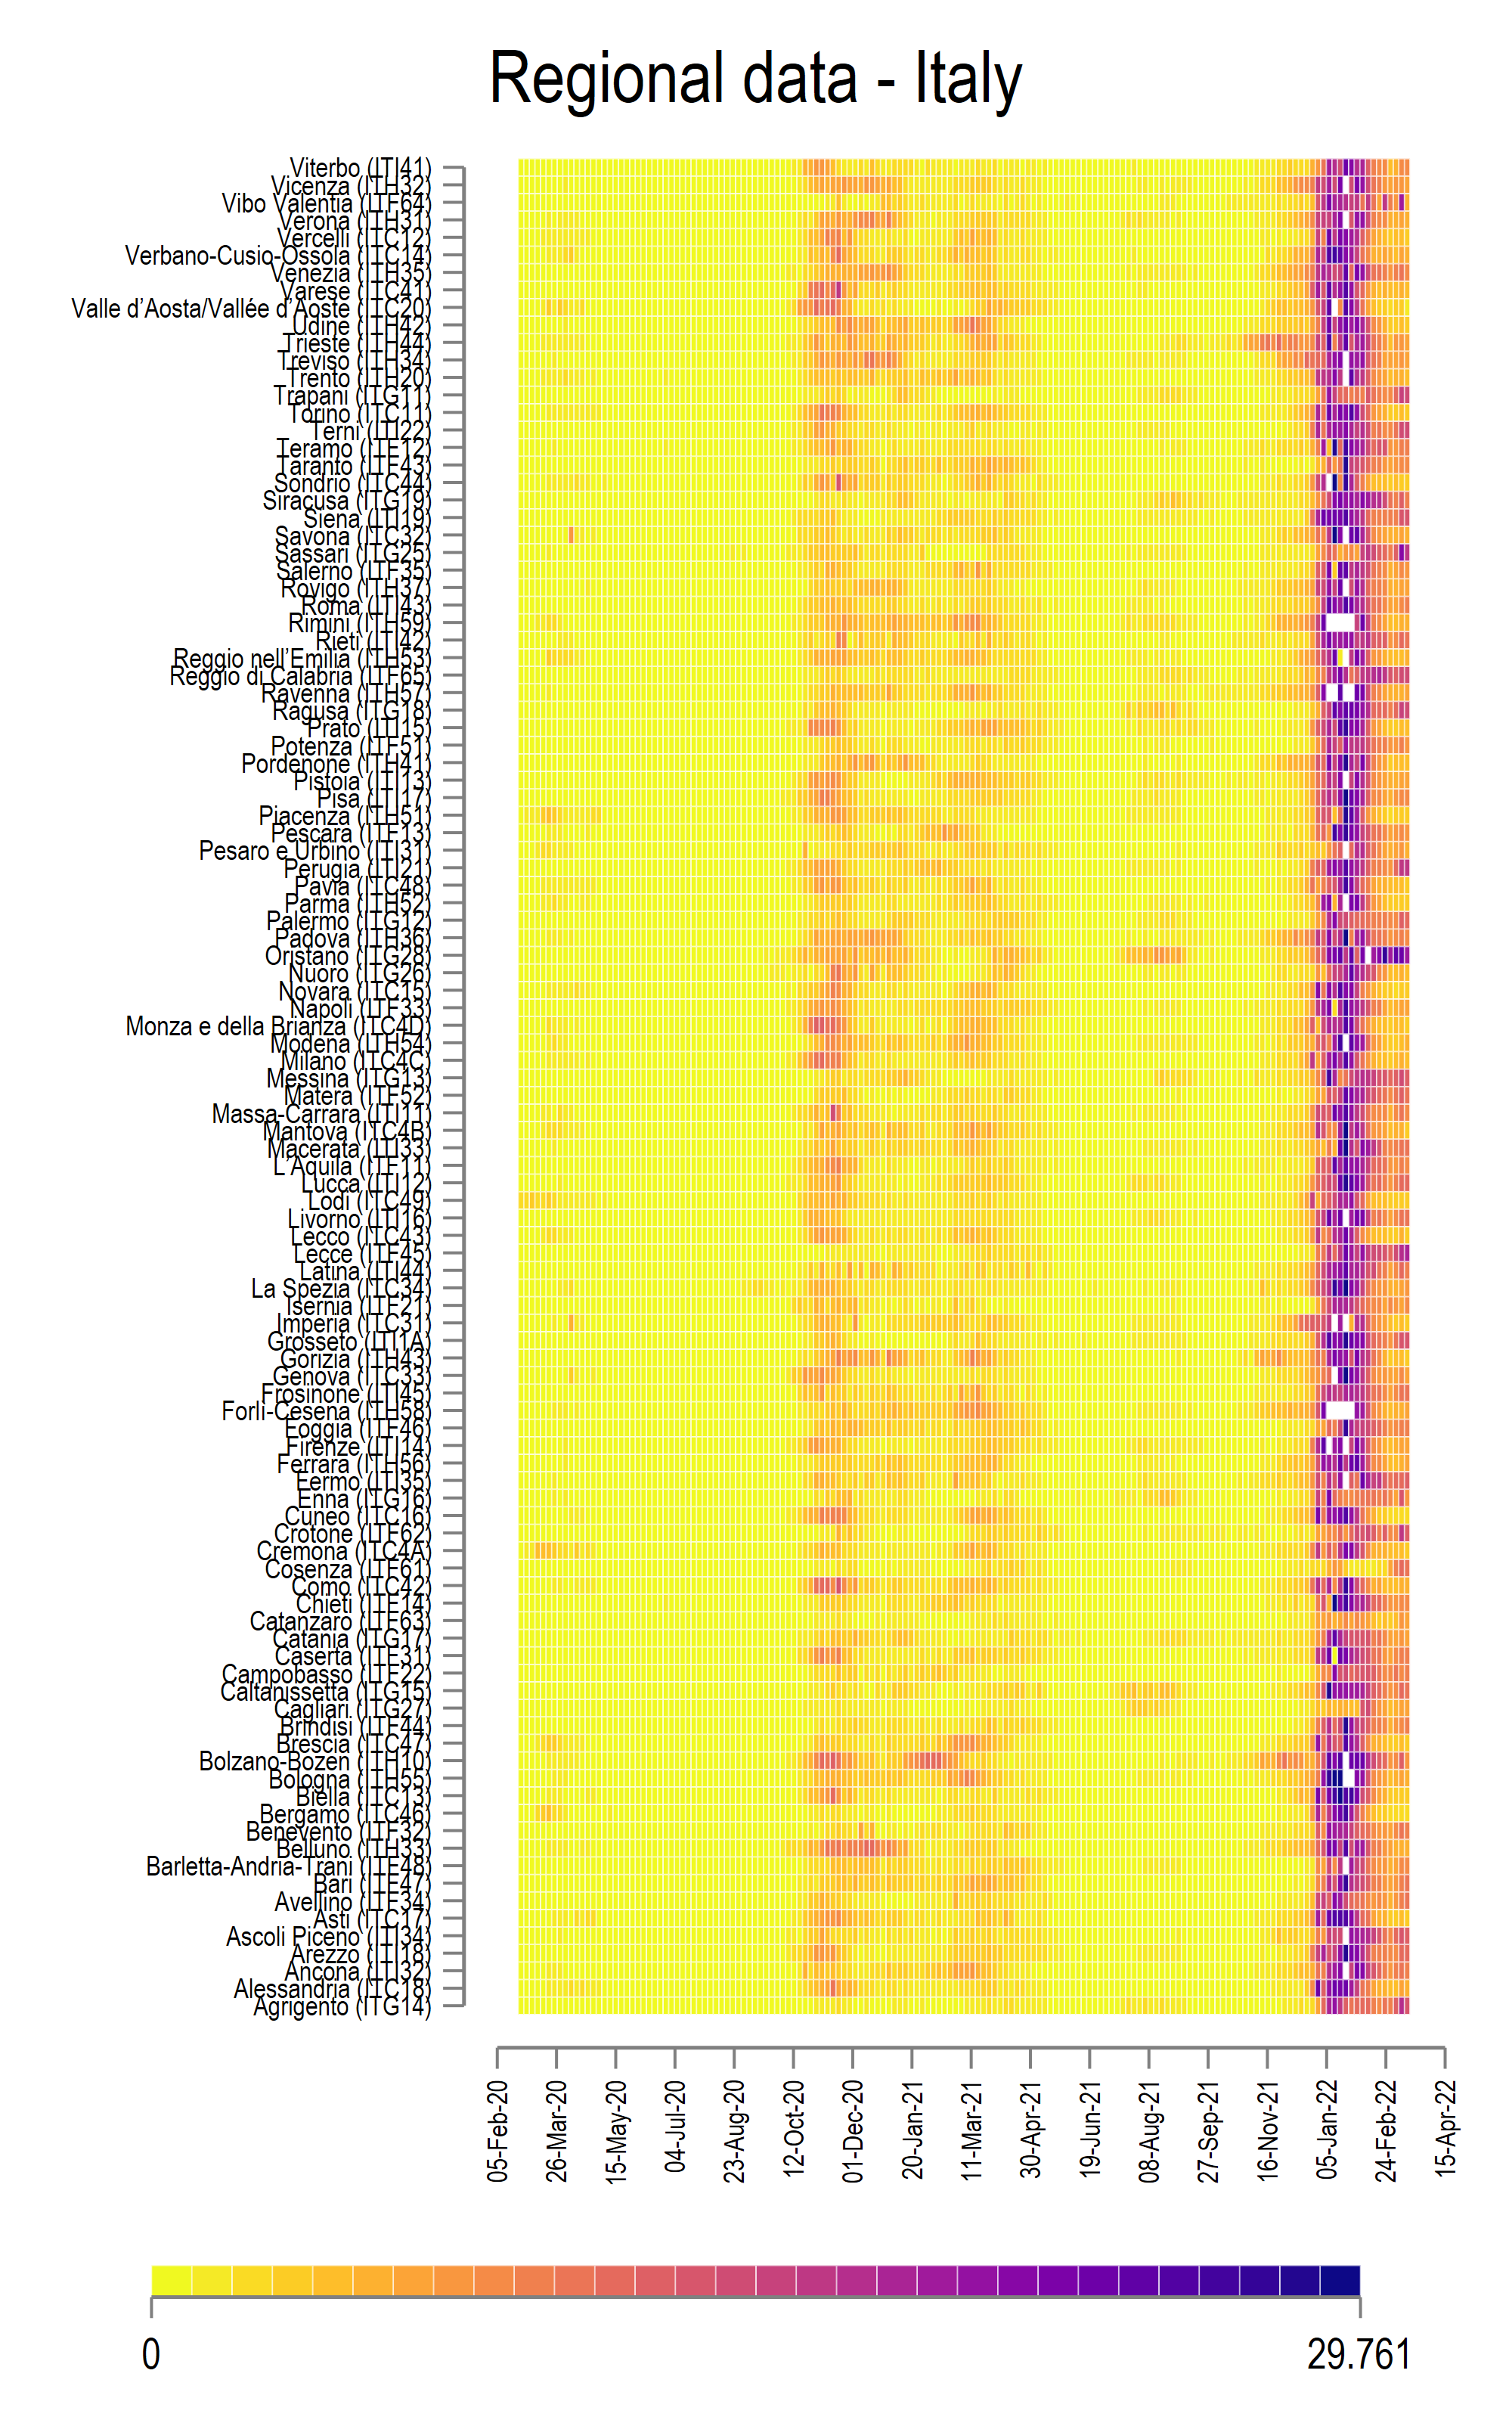 Regional data - Italy
Viterbo (ITI41)
Vicenza (ITH32)
Vibo Valentia (ITF64)
Verona (ITH31)
Vercelli (ITC12)
Verbano-Cusio-Ossola (ITC14)
Venezia (ITH35)
Varese (ITC41)
Valle d'Aosta/Vallée d'Aoste (ITC20)
Udine (ITH42)
Trieste (ITH44)
Treviso (ITH34)
Trento (ITH20)
Trapani (ITG11)
Torino (ITC11)
Terni (ITI22)
Teramo (ITF12)
Taranto (ITF43)
Sondrio (ITC44)
Siracusa (ITG19)
Siena (ITI19)
Savona (ITC32)
Sassari (ITG25)
Salerno (ITF35)
Rovigo (ITH37)
Roma (ITI43)
Rimini (ITH59)
Rieti (ITI42)
Reggio nell'Emilia (ITH53)
Reggio di Calabria (ITF65)
Ravenna (ITH57)
Ragusa (ITG18)
Prato (ITI15)
Potenza (ITF51)
Pordenone (ITH41)
Pistoia (ITI13)
Pisa (ITI17)
Piacenza (ITH51)
Pescara (ITF13)
Pesaro e Urbino (ITI31)
Perugia (ITI21)
Pavia (ITC48)
Parma (ITH52)
Palermo (ITG12)
Padova (ITH36)
Oristano (ITG28)
Nuoro (ITG26)
Novara (ITC15)
Napoli (ITF33)
Monza e della Brianza (ITC4D)
Modena (ITH54)
Milano (ITC4C)
Messina (ITG13)
Matera (ITF52)
Massa-Carrara (ITI11)
Mantova (ITC4B)
Macerata (ITI33)
L'Aquila (ITF11)
Lucca (ITI12)
Lodi (ITC49)
Livorno (ITI16)
Lecco (ITC43)
Lecce (ITF45)
Latina (ITI44)
La Spezia (ITC34)
Isernia (ITF21)
Imperia (ITC31)
Grosseto (ITI1A)
Gorizia (ITH43)
Genova (ITC33)
Frosinone (ITI45)
Forlì-Cesena (ITH58)
Foggia (ITF46)
Firenze (ITI14)
Ferrara (ITH56)
Fermo (ITI35)
Enna (ITG16)
Cuneo (ITC16)
Crotone (ITF62)
Cremona (ITC4A)
Cosenza (ITF61)
Como (ITC42)
Chieti (ITF14)
Catanzaro (ITF63)
Catania (ITG17)
Caserta (ITF31)
Campobasso (ITF22)
Caltanissetta (ITG15)
Cagliari (ITG27)
Brindisi (ITF44)
Brescia (ITC47)
Bolzano-Bozen (ITH10)
Bologna (ITH55)
Biella (ITC13)
Bergamo (ITC46)
Benevento (ITF32)
Belluno (ITH33)
Barletta-Andria-Trani (ITF48)
Bari (ITF47)
Avellino (ITF34)
Asti (ITC17)
Ascoli Piceno (ITI34)
Arezzo (ITI18)
Ancona (ITI32)
Alessandria (ITC18)
Agrigento (ITG14)
05-Feb-20
26-Mar-20
15-May-20
04-Jul-20
23-Aug-20
12-Oct-20
01-Dec-20
20-Jan-21
11-Mar-21
30-Apr-21
19-Jun-21
08-Aug-21
27-Sep-21
16-Nov-21
05-Jan-22
24-Feb-22
15-Apr-22
0
29.761